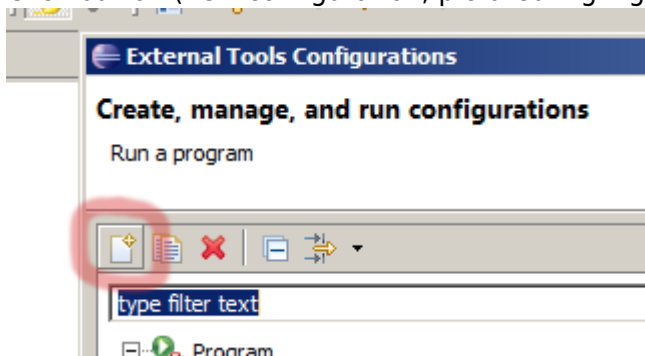 External Tools Configurations
Create, manage, and run configurations
Run a program
type filter text
Program